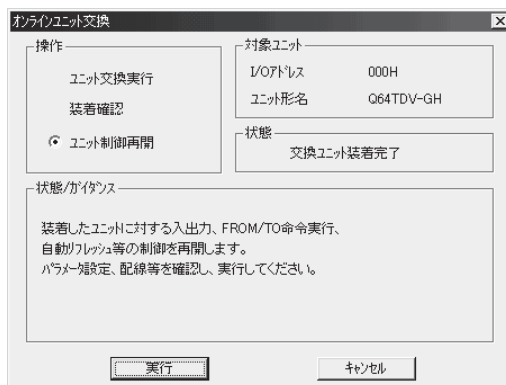 オンラインユニット交換
操作
ユニット交換実行
装着確認
ユニット制御再開
対象ユニット
I/Oアドレス 000H
ユニット形名 Q64TDV-GH
状態
交換ユニット装着完了
状態/ガイダンス
装着したユニットに対する入出力、FROM/TO命令実行、
自動リフレッシュ等の制御を再開します。
パラメータ設定、配線等を確認し、実行してください。
実行 キャンセル